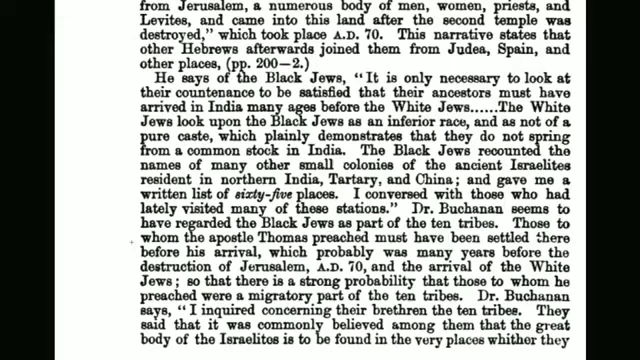 from Jerusalem, a numerous body of men, women, priests, and
Levites, and came into this land after the second temple was
destroyed," which took place A.D. 70. This narrative states that
other Hebrews afterwards joined them from Judea, Spain, and
other places, (pp. 200—2.)
He says of the Black Jews, "It is only necessary to look at
their countenance to be satisfied that their ancestors must have
arrived in India many ages before the White Jews......The White
Jews look upon the Black Jews as an inferior race, and as not of a
pure caste, which plainly demonstrates that they do not spring
from a common stock in India. The Black Jews recounted the
names of many other small colonies of the ancient Israelites
resident in northern India, Tartary, and China; and gave me a
written list of sixty-five places. I conversed with those who had
lately visited many of these stations." Dr. Buchanan seems to
have regarded the Black Jews as part of the ten tribes. Those to
whom the apostle Thomas preached must have been settled there
before his arrival, which probably was many years before the
destruction of Jerusalem, A.D. 70, and the arrival of the White
Jews; so that there is a strong probability that those to whom he
preached were a migratory part of the ten tribes. Dr. Buchanan
says, "I inquired concerning their brethren the ten tribes. They
said that it was commonly believed among them that the great
body of the Israelites is to be found in the very places whither they